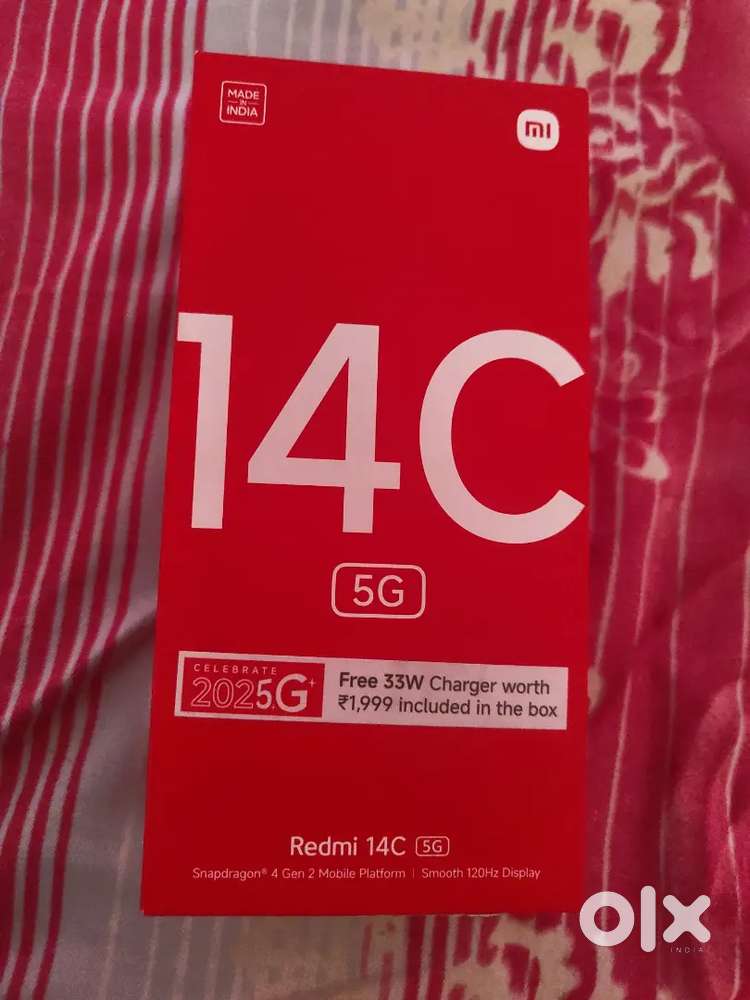 MADE
IN
INDIA
mi
14C
5G
CELEBRATE
2025G+
Free 33W Charger worth
₹1,999 included in the box
Redmi 14C 5G
Snapdragon® 4 Gen 2 Mobile Platform | Smooth 120Hz Display
olx
INDIA